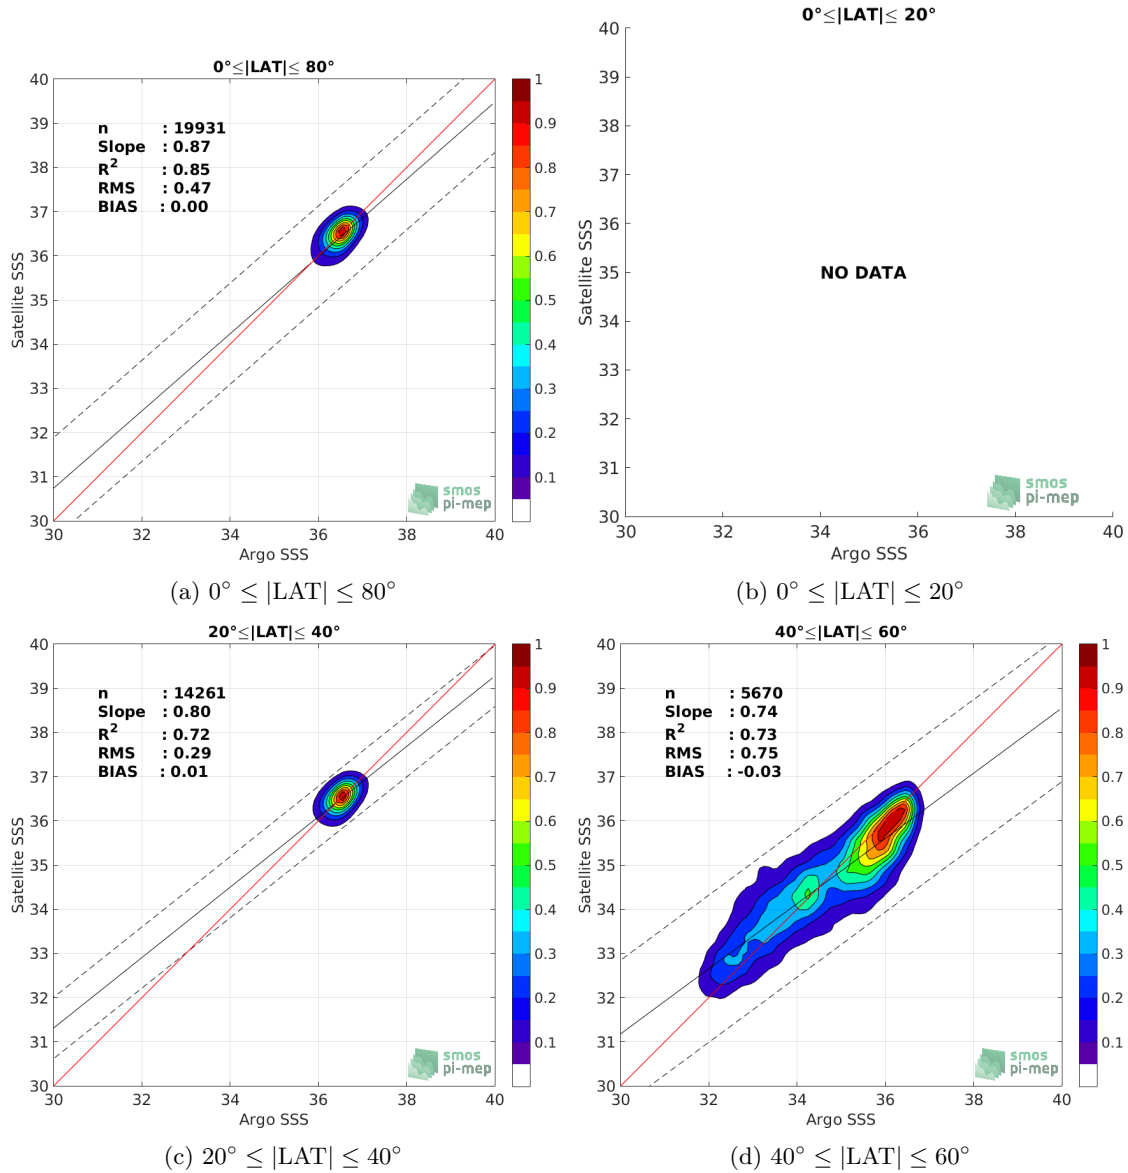 0°≤|LAT|≤ 80°
n : 19931
Slope : 0.87
R² : 0.85
RMS : 0.47
BIAS : 0.00
40
39
38
37
36
35
34
33
32
31
30
30 32 34 36 38 40
Satellite SSS
Argo SSS
1
0.9
0.8
0.7
0.6
0.5
0.4
0.3
0.2
0.1
smos
pi-mep
(a) 0° ≤ |LAT| ≤ 80°
0°≤|LAT|≤ 20°
40
39
38
37
36
35
34
33
32
31
30
30 32 34 36 38 40
Satellite SSS
Argo SSS
NO DATA
smos
pi-mep
(b) 0° ≤ |LAT| ≤ 20°
20°≤|LAT|≤ 40°
n : 14261
Slope : 0.80
R² : 0.72
RMS : 0.29
BIAS : 0.01
40
39
38
37
36
35
34
33
32
31
30
30 32 34 36 38 40
Satellite SSS
Argo SSS
1
0.9
0.8
0.7
0.6
0.5
0.4
0.3
0.2
0.1
smos
pi-mep
(c) 20° ≤ |LAT| ≤ 40°
40°≤|LAT|≤ 60°
n : 5670
Slope : 0.74
R² : 0.73
RMS : 0.75
BIAS : -0.03
40
39
38
37
36
35
34
33
32
31
30
30 32 34 36 38 40
Satellite SSS
Argo SSS
1
0.9
0.8
0.7
0.6
0.5
0.4
0.3
0.2
0.1
smos
pi-mep
(d) 40° ≤ |LAT| ≤ 60°